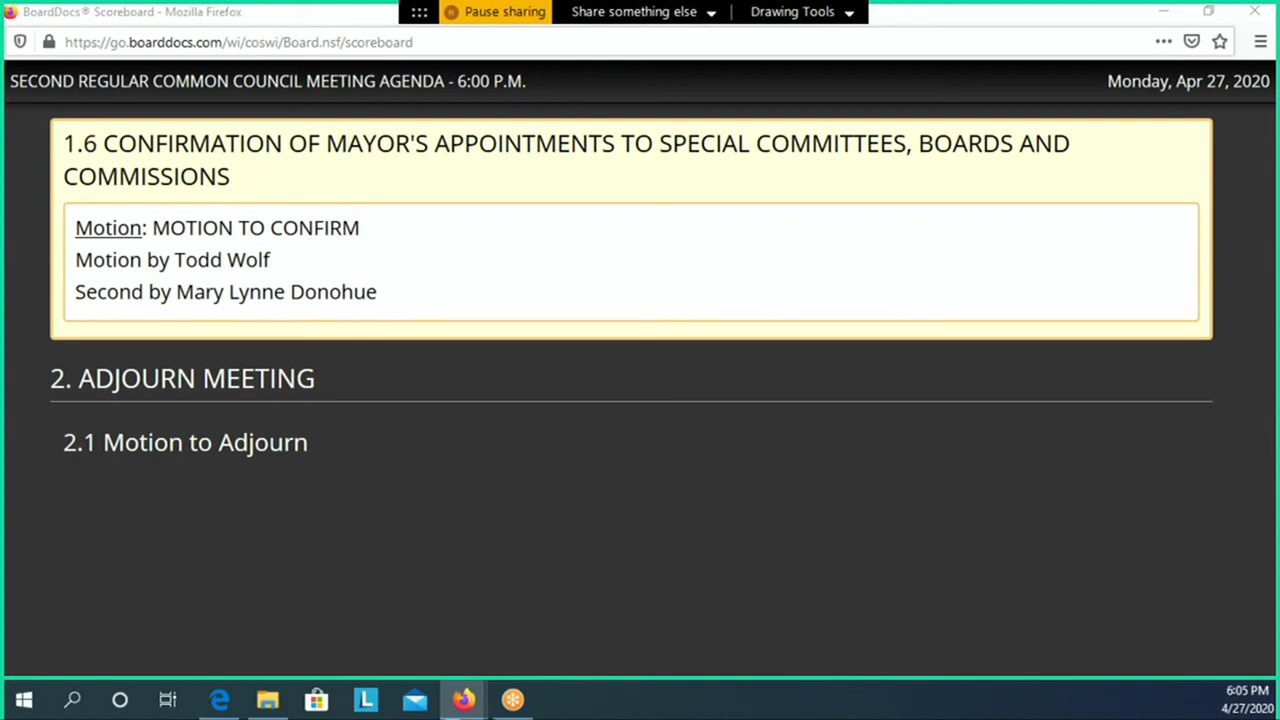 BoardDocs® Scoreboard - Mozilla Firefox
Pause sharing
Share something else
Drawing Tools
https://go.boarddocs.com/wi/coswi/Board.nsf/scoreboard
SECOND REGULAR COMMON COUNCIL MEETING AGENDA - 6:00 P.M.
Monday, Apr 27, 2020
1.6 CONFIRMATION OF MAYOR'S APPOINTMENTS TO SPECIAL COMMITTEES, BOARDS AND
COMMISSIONS
Motion: MOTION TO CONFIRM
Motion by Todd Wolf
Second by Mary Lynne Donohue
2. ADJOURN MEETING
2.1 Motion to Adjourn
L
6:05 PM
4/27/2020